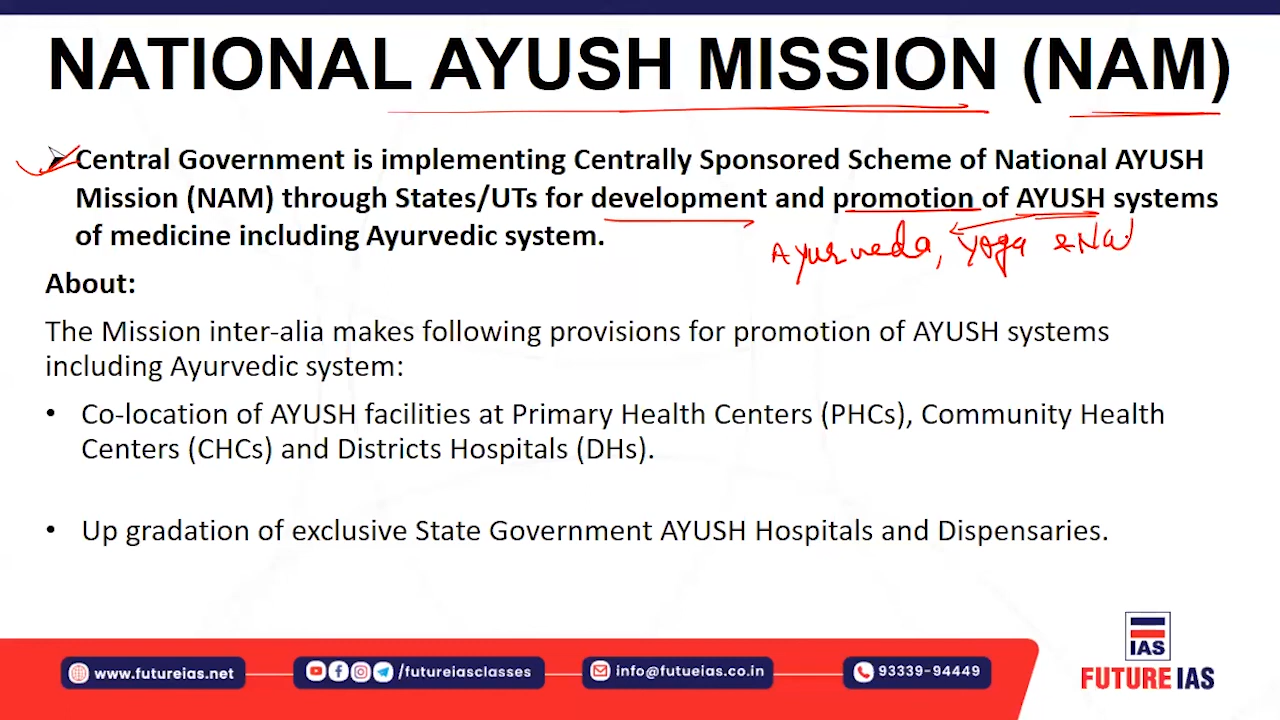 NATIONAL AYUSH MISSION (NAM)
Central Government is implementing Centrally Sponsored Scheme of National AYUSH
Mission (NAM) through States/UTs for development and promotion of AYUSH systems
of medicine including Ayurvedic system.
Ayurveda, Yoga & Na
About:
The Mission inter-alia makes following provisions for promotion of AYUSH systems
including Ayurvedic system:
• Co-location of AYUSH facilities at Primary Health Centers (PHCs), Community Health
Centers (CHCs) and Districts Hospitals (DHs).
• Up gradation of exclusive State Government AYUSH Hospitals and Dispensaries.
IAS
FUTURE IAS
www.futureias.net
/futureiasclasses
info@futueias.co.in
93339-94449